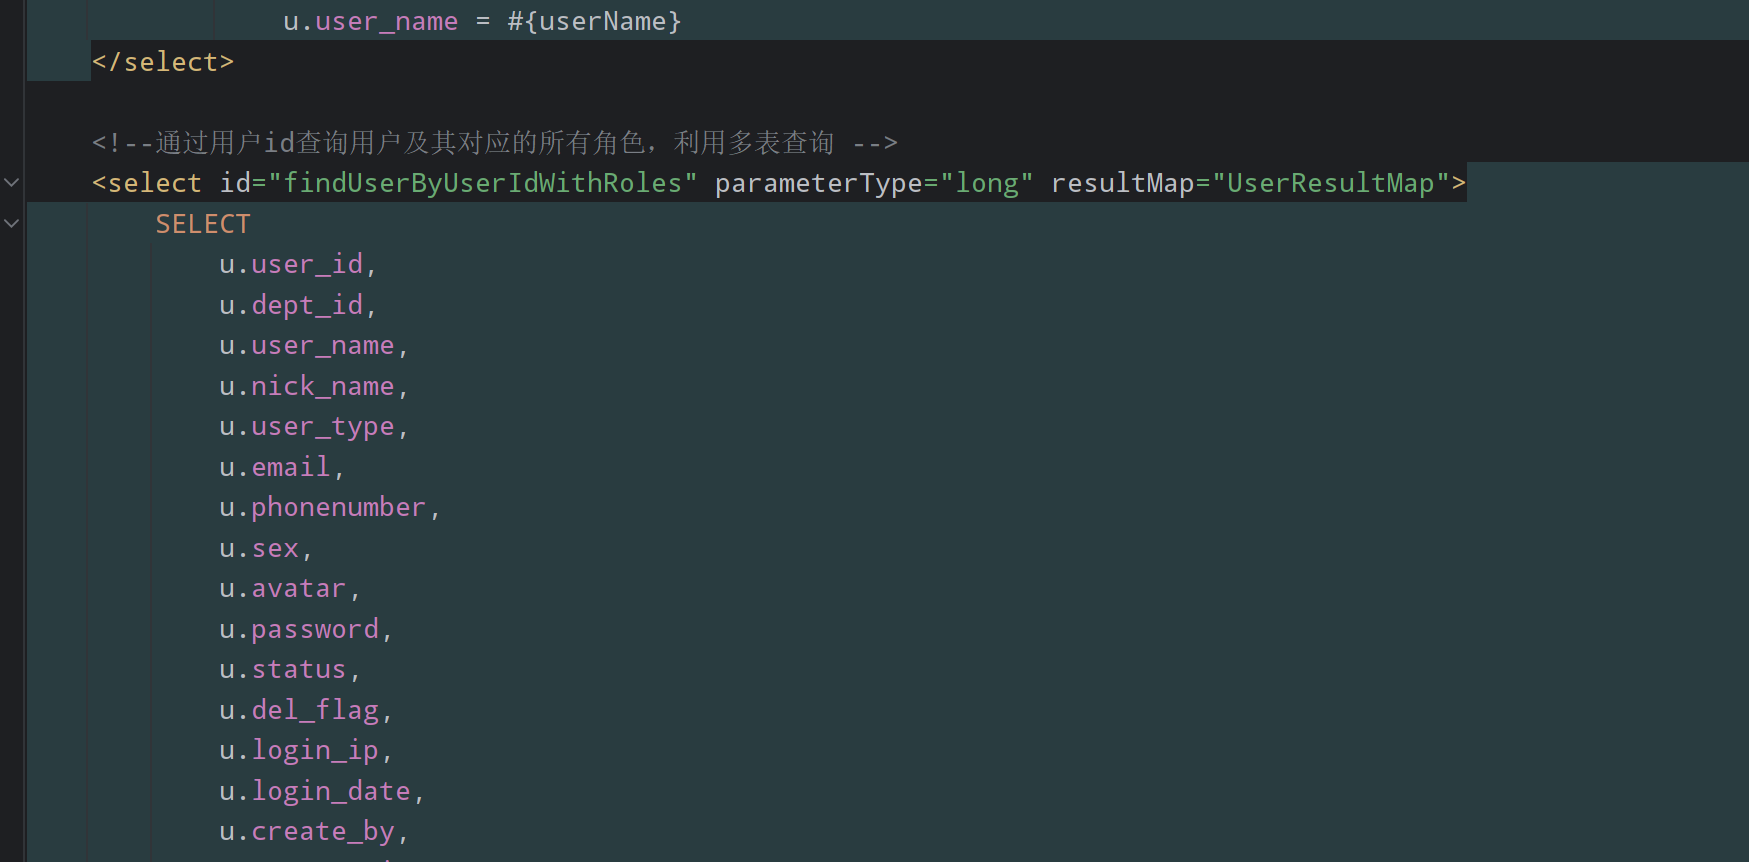 u.user_name = #{userName}
</select>
<!--通过用户id查询用户及其对应的所有角色，利用多表查询 -->
<select id="findUserByUserIdWithRoles" parameterType="long" resultMap="UserResultMap">
SELECT
u.user_id,
u.dept_id,
u.user_name,
u.nick_name,
u.user_type,
u.email,
u.phonenumber,
u.sex,
u.avatar,
u.password,
u.status,
u.del_flag,
u.login_ip,
u.login_date,
u.create_by,